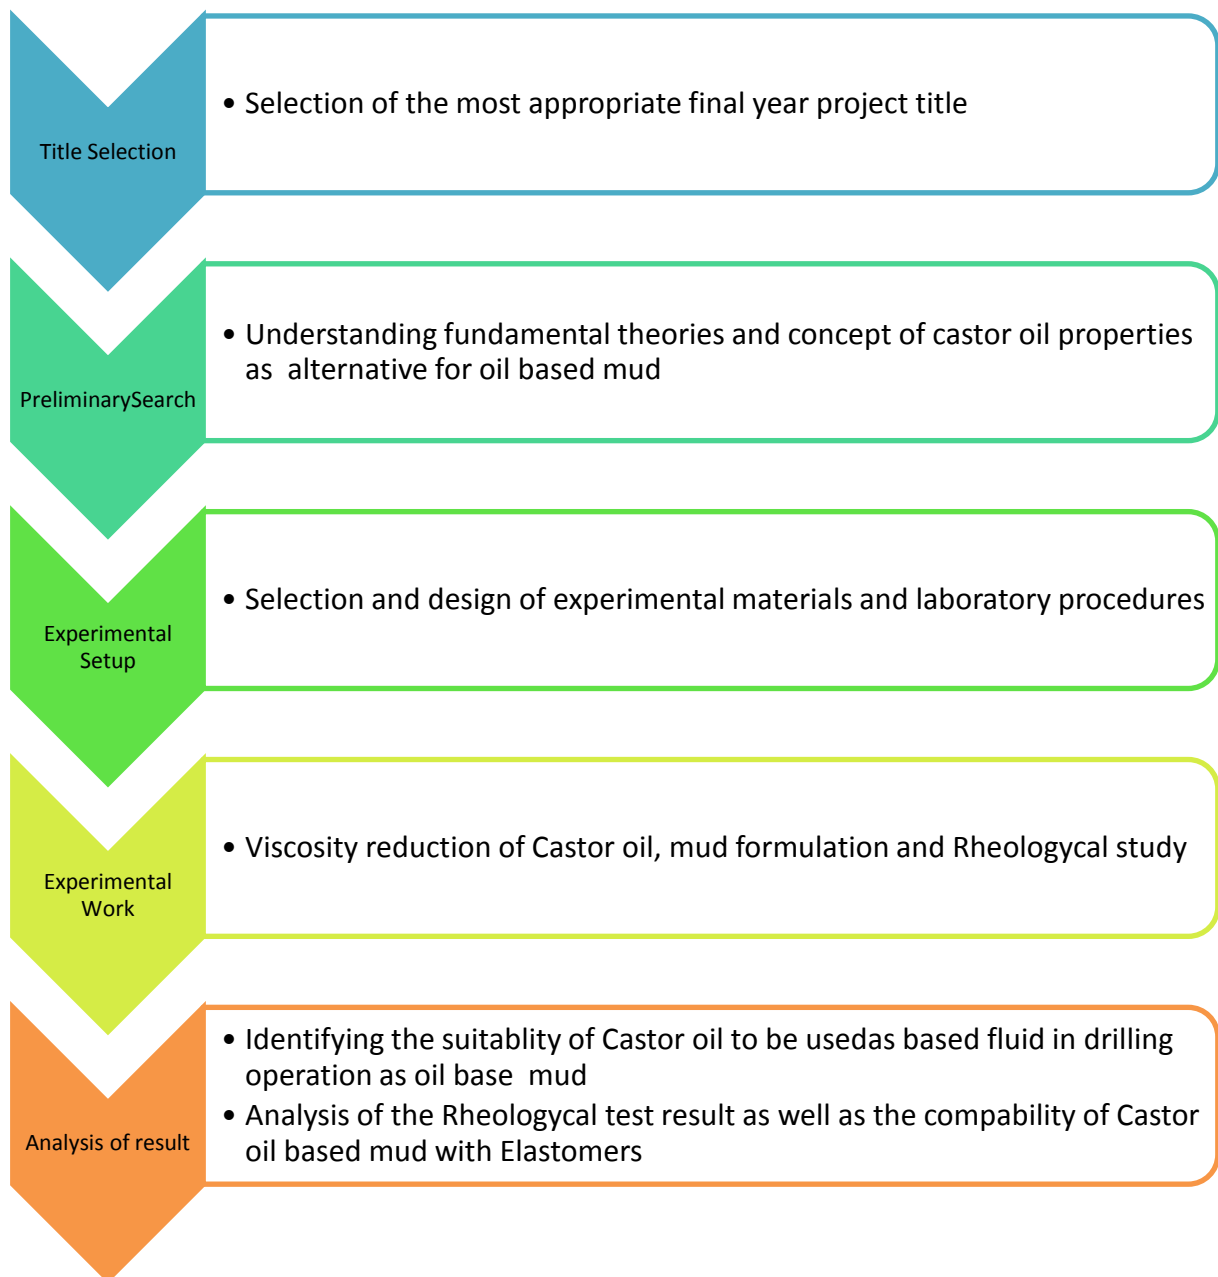 Title Selection
• Selection of the most appropriate final year project title
PreliminarySearch
• Understanding fundamental theories and concept of castor oil properties
as  alternative for oil based mud
Experimental
Setup
• Selection and design of experimental materials and laboratory procedures
Experimental
Work
• Viscosity reduction of Castor oil, mud formulation and Rheologycal study
Analysis of result
• Identifying the suitablity of Castor oil to be usedas based fluid in drilling
operation as oil base  mud
• Analysis of the Rheologycal test result as well as the compability of Castor
oil based mud with Elastomers